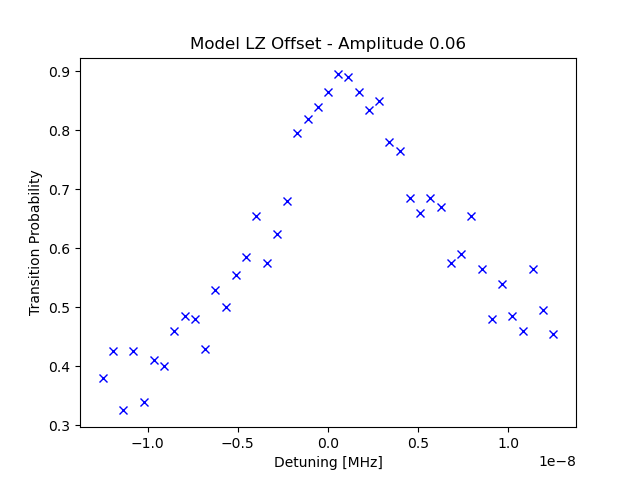 Model LZ Offset - Amplitude 0.06
0.9
0.8
0.7
0.6
0.5
0.4
0.3
Transition Probability
−1.0 −0.5 0.0 0.5 1.0
1e−8
Detuning [MHz]